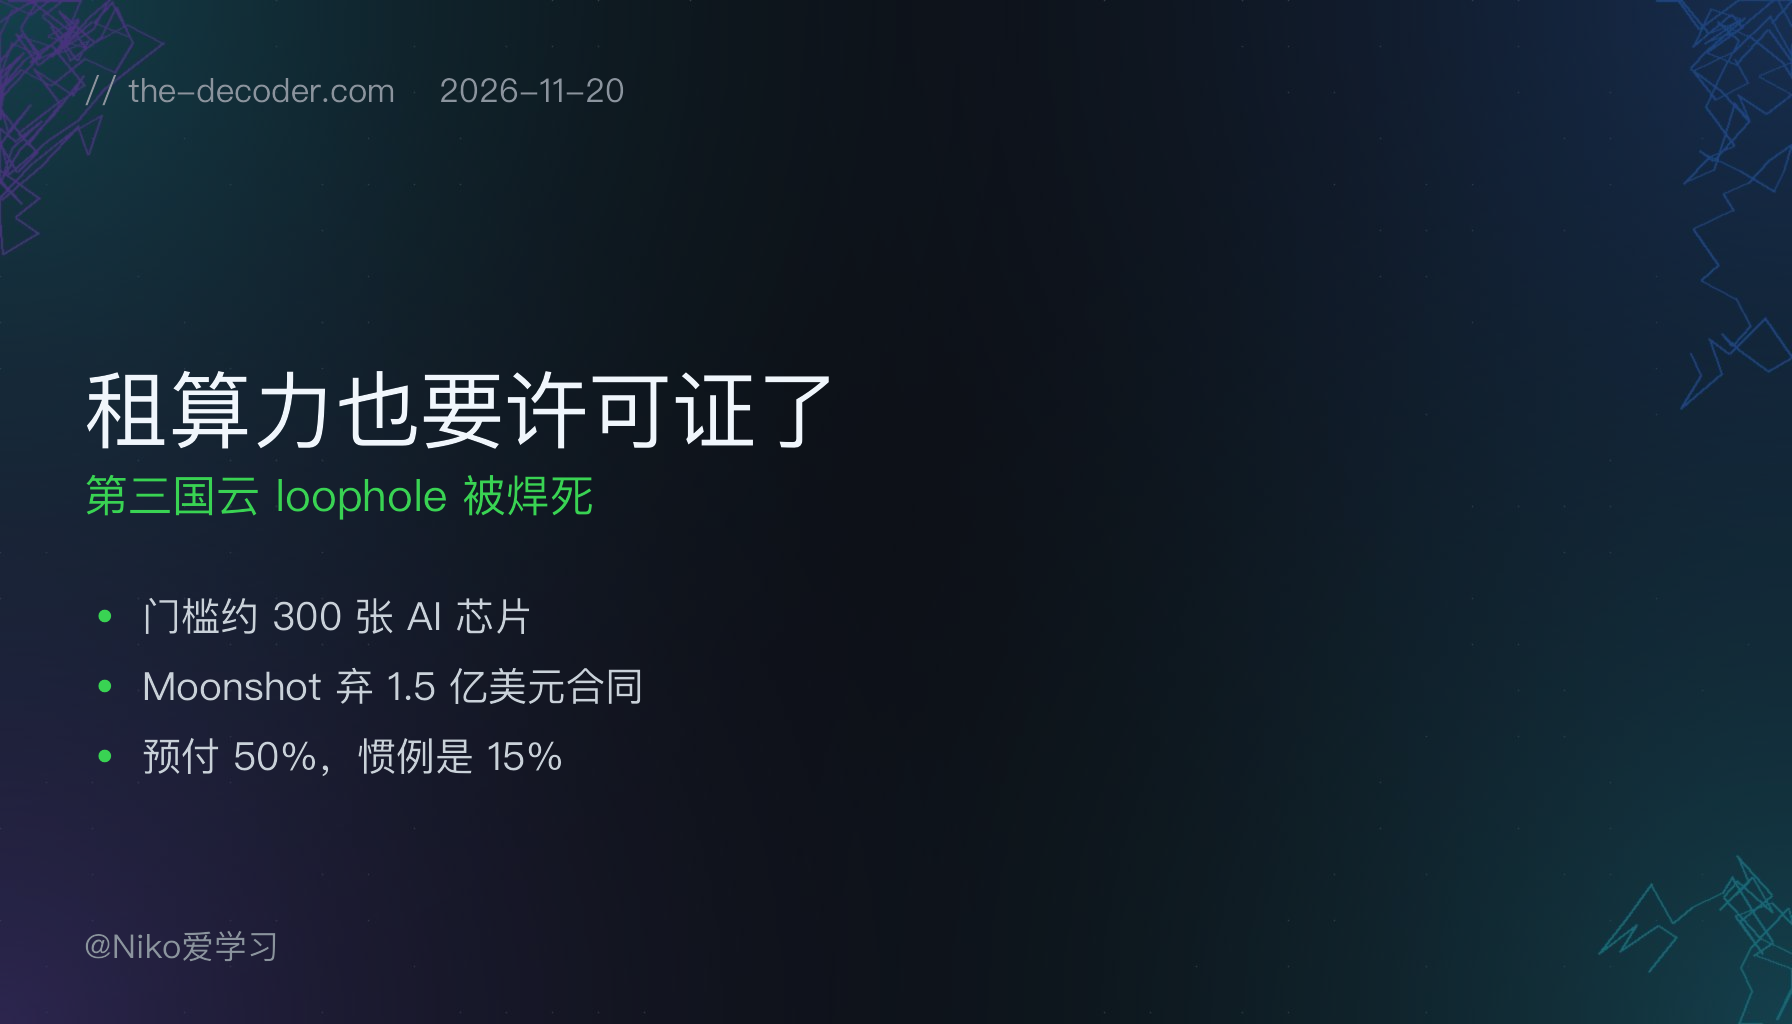 // the-decoder.com 2026-11-20
租算力也要许可证了
第三国云 loophole 被焊死
• 门槛约 300 张 AI 芯片
• Moonshot 弃 1.5 亿美元合同
• 预付 50%，惯例是 15%
@Niko爱学习